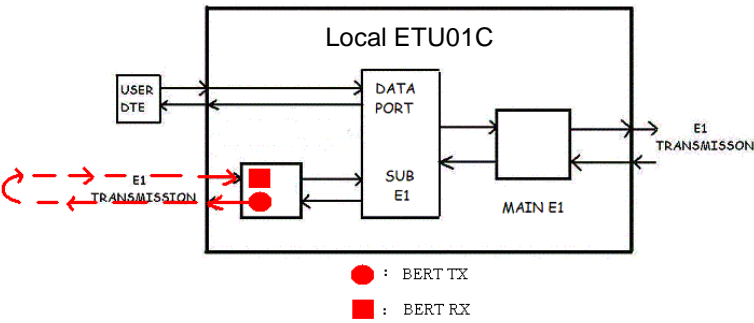 Local ETU01C
USER
DTE
DATA
PORT
E1
TRANSMISSON
E1
TRANSMISSION
SUB
E1
MAIN E1
: BERT TX
: BERT RX